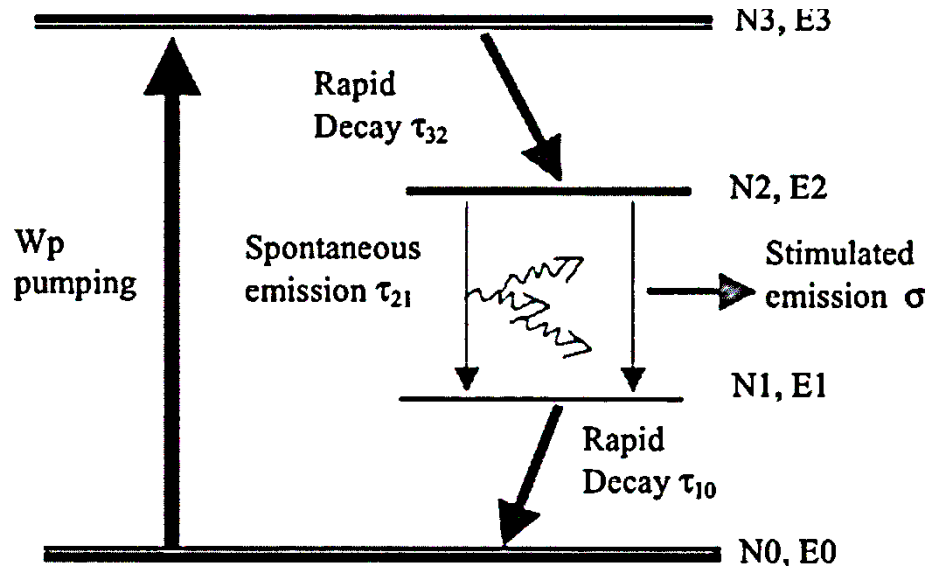 N3, E3
Rapid
Decay τ32
N2, E2
Wp
pumping
Spontaneous
emission τ21
Stimulated
emission σ
N1, E1
Rapid
Decay τ10
N0, E0